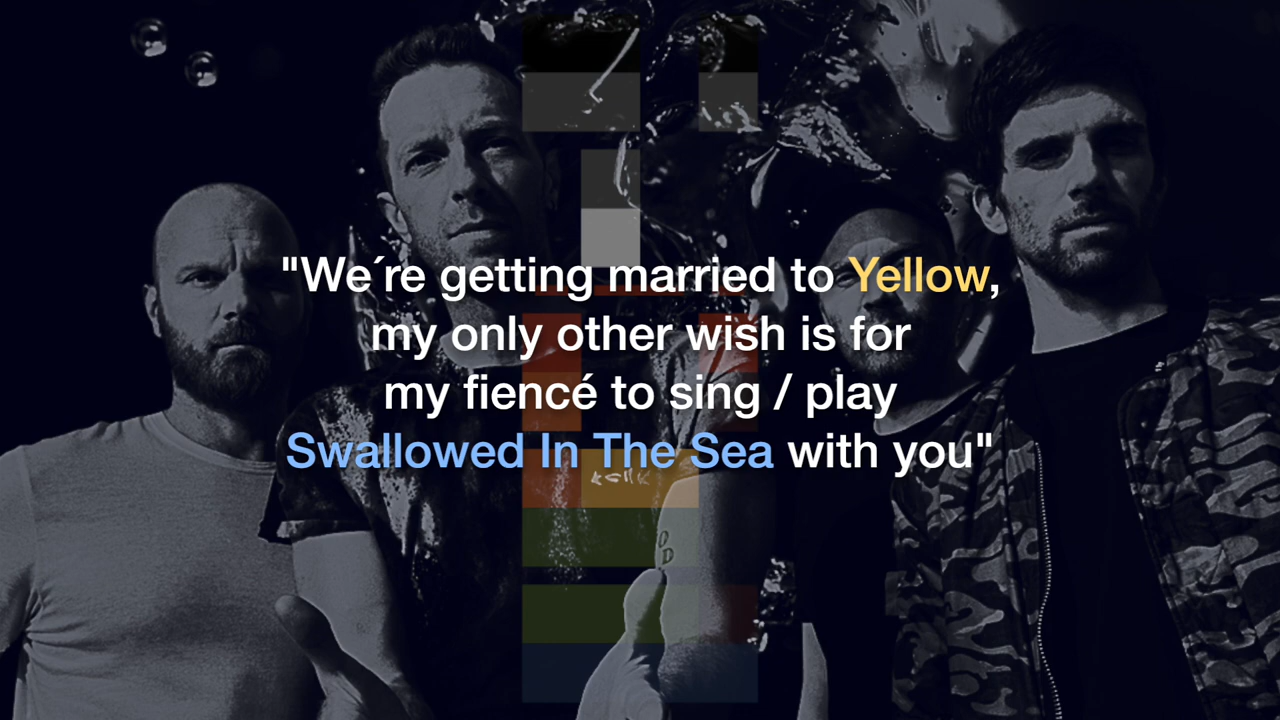 "We´re getting married to Yellow,
my only other wish is for
my fiencé to sing / play
Swallowed In The Sea with you"